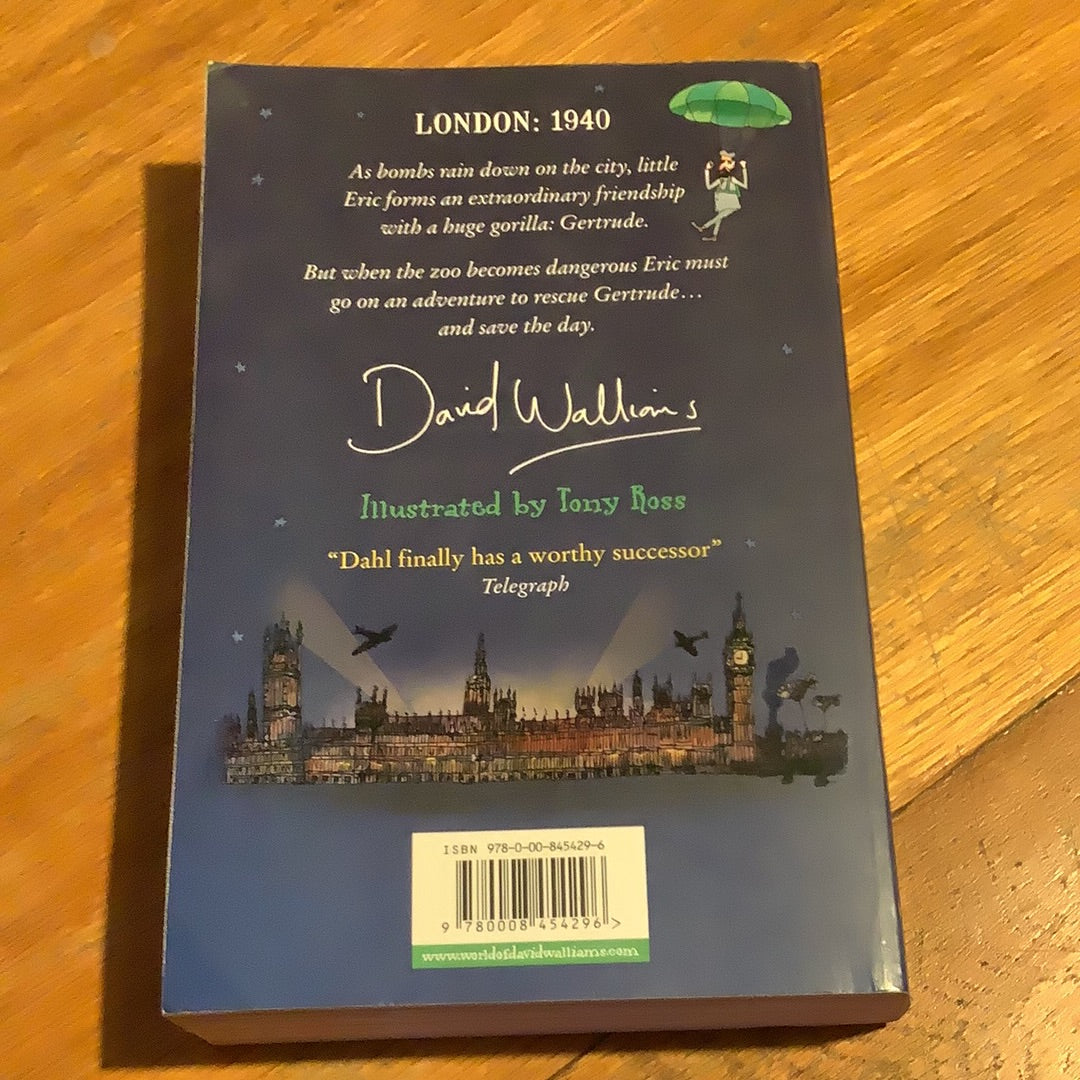 LONDON: 1940
As bombs rain down on the city, little
Eric forms an extraordinary friendship
with a huge gorilla: Gertrude.
But when the zoo becomes dangerous Eric must
go on an adventure to rescue Gertrude...
and save the day.
David Walliams
Illustrated by Tony Ross
“Dahl finally has a worthy successor”
Telegraph
ISBN 978-0-00-845429-6
9 780008 454296 >
www.worldofdavidwalliams.com